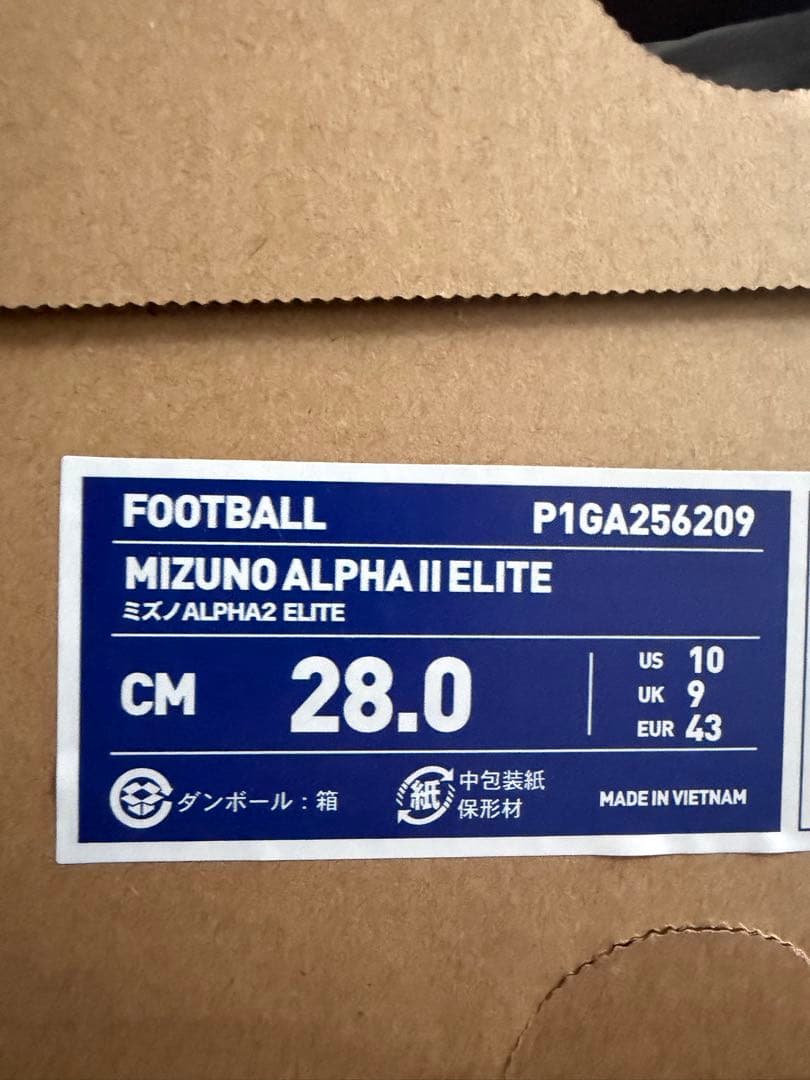 FOOTBALL P1GA256209
MIZUNO ALPHA II ELITE
ミズノALPHA2 ELITE
CM 28.0
US 10
UK 9
EUR 43
ダンボール：箱
紙 中包装紙
保形材
MADE IN VIETNAM